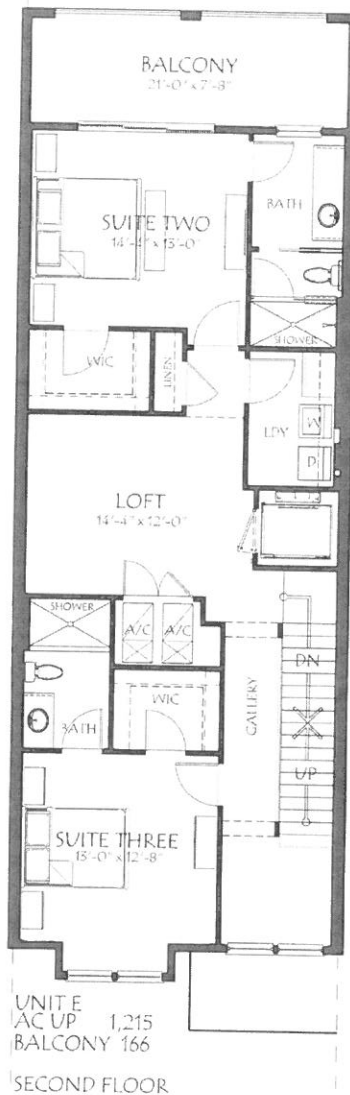 BALCONY
21'-0" x 7'-8"
SUITE TWO
14'-4" x 13'-0"
BATH
SHOWER
WIC
LINEN
LDY
W
D
LOFT
14'-4" x 12'-0"
SHOWER
A/C
A/C
BATH
WIC
GALLERY
DN
UP
SUITE THREE
13'-0" x 12'-8"
UNIT E
AC UP 1,215
BALCONY 166
SECOND FLOOR